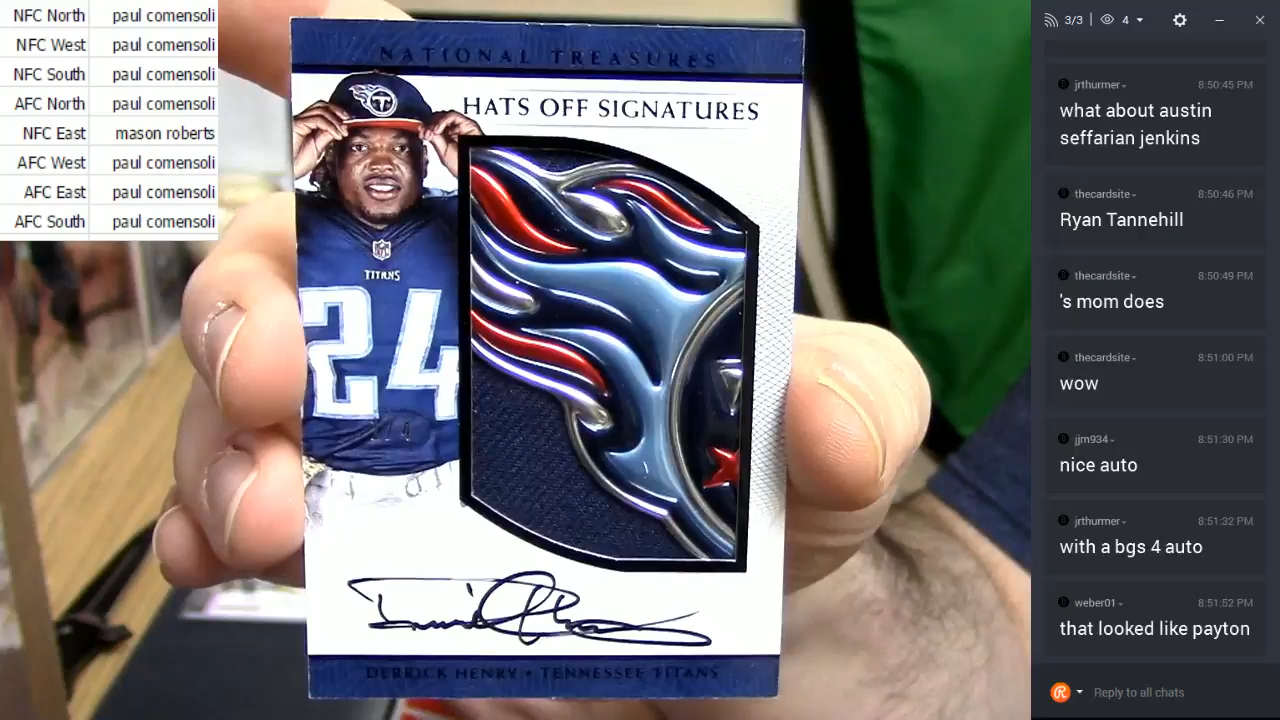 NFC North paul comensoli
NFC West paul comensoli
NFC South paul comensoli
AFC North paul comensoli
NFC East mason roberts
AFC West paul comensoli
AFC East paul comensoli
AFC South paul comensoli
NATIONAL TREASURES
HATS OFF SIGNATURES
T
NFL
TITANS
24
DERRICK HENRY • TENNESSEE TITANS
3/3 4
jrthurmer 8:50:45 PM
what about austin
seffarian jenkins
thecardsite 8:50:46 PM
Ryan Tannehill
thecardsite 8:50:49 PM
's mom does
thecardsite 8:51:00 PM
wow
jjm934 8:51:30 PM
nice auto
jrthurmer 8:51:32 PM
with a bgs 4 auto
weber01 8:51:52 PM
that looked like payton
Reply to all chats